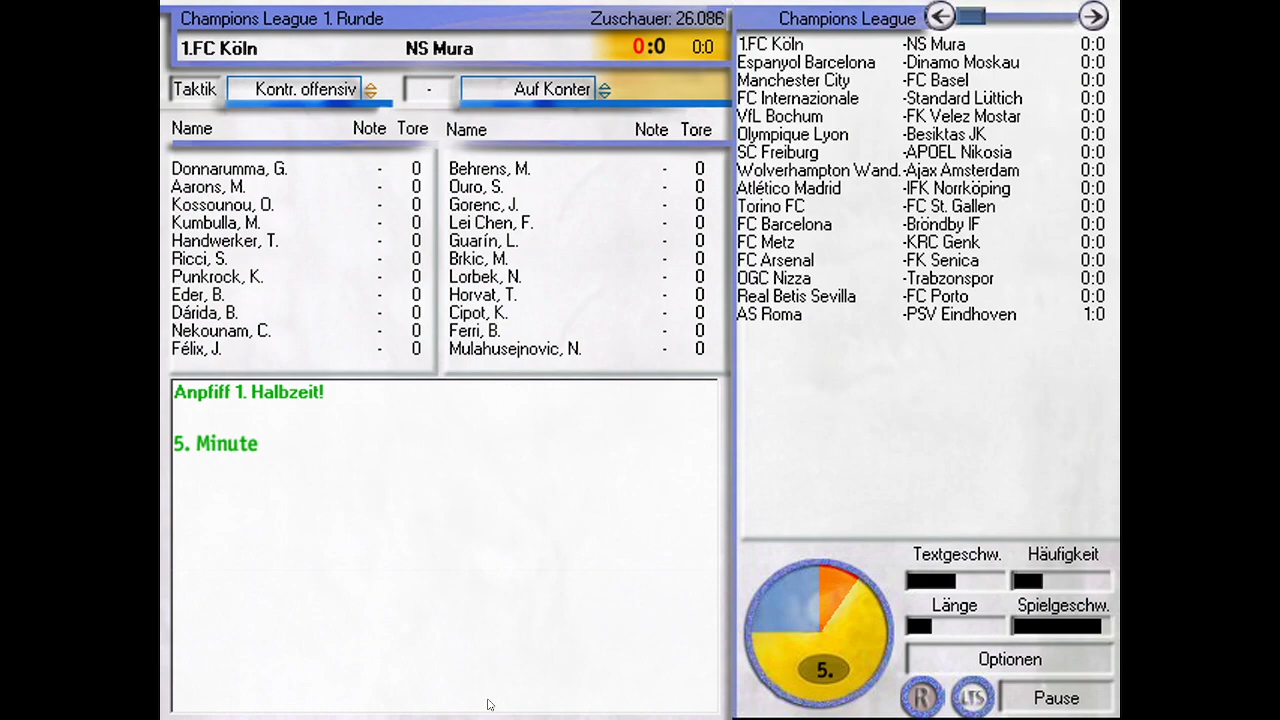 Champions League 1. Runde Zuschauer: 26.086
1.FC Köln NS Mura 0:0 0:0
Taktik Kontr. offensiv - Auf Konter
Name Note Tore Name Note Tore
Donnarumma, G. - 0 Behrens, M. - 0
Aarons, M. - 0 Ouro, S. - 0
Kossounou, O. - 0 Gorenc, J. - 0
Kumbulla, M. - 0 Lei Chen, F. - 0
Handwerker, T. - 0 Guarín, L. - 0
Ricci, S. - 0 Brkic, M. - 0
Punkrock, K. - 0 Lorbek, N. - 0
Eder, B. - 0 Horvat, T. - 0
Dárida, B. - 0 Cipot, K. - 0
Nekounam, C. - 0 Ferri, B. - 0
Félix, J. - 0 Mulahusejnovic, N. - 0
Anpfiff 1. Halbzeit!
5. Minute
Champions League
1.FC Köln -NS Mura 0:0
Espanyol Barcelona -Dinamo Moskau 0:0
Manchester City -FC Basel 0:0
FC Internazionale -Standard Lüttich 0:0
VfL Bochum -FK Velez Mostar 0:0
Olympique Lyon -Besiktas JK 0:0
SC Freiburg -APOEL Nikosia 0:0
Wolverhampton Wand. -Ajax Amsterdam 0:0
Atlético Madrid -IFK Norrköping 0:0
Torino FC -FC St. Gallen 0:0
FC Barcelona -Bröndby IF 0:0
FC Metz -KRC Genk 0:0
FC Arsenal -FK Senica 0:0
OGC Nizza -Trabzonspor 0:0
Real Betis Sevilla -FC Porto 0:0
AS Roma -PSV Eindhoven 1:0
Textgeschw. Häufigkeit
Länge Spielgeschw.
5.
Optionen
R LTS Pause